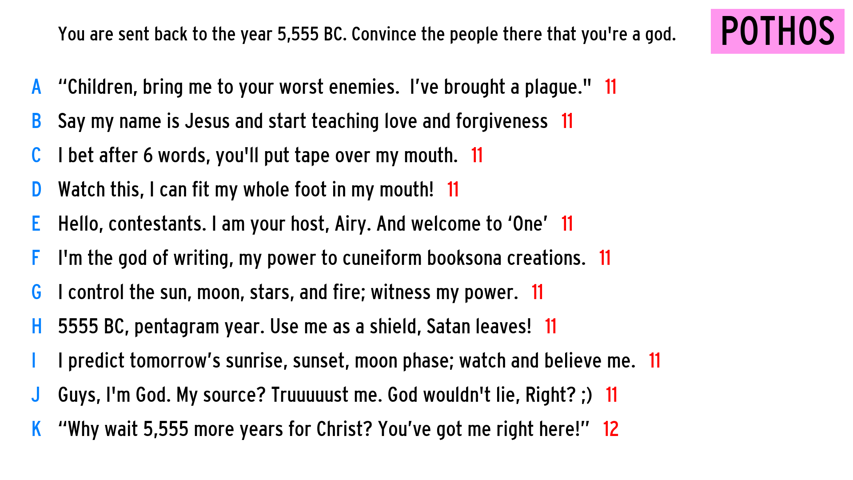 You are sent back to the year 5,555 BC. Convince the people there that you're a god.
POTHOS
A “Children, bring me to your worst enemies. I’ve brought a plague." 11
B Say my name is Jesus and start teaching love and forgiveness 11
C I bet after 6 words, you'll put tape over my mouth. 11
D Watch this, I can fit my whole foot in my mouth! 11
E Hello, contestants. I am your host, Airy. And welcome to ‘One’ 11
F I'm the god of writing, my power to cuneiform booksona creations. 11
G I control the sun, moon, stars, and fire; witness my power. 11
H 5555 BC, pentagram year. Use me as a shield, Satan leaves! 11
I I predict tomorrow’s sunrise, sunset, moon phase; watch and believe me. 11
J Guys, I'm God. My source? Truuuuust me. God wouldn't lie, Right? ;) 11
K “Why wait 5,555 more years for Christ? You’ve got me right here!” 12